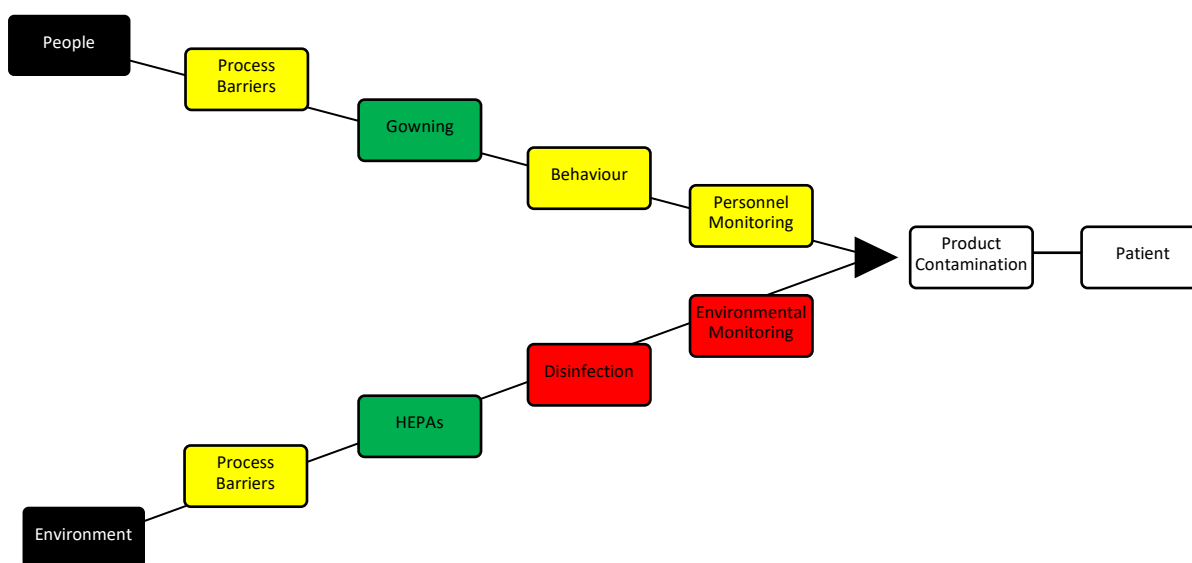 People
Process
Barriers
Gowning
Behaviour
Personnel
Monitoring
Product
Contamination
Patient
Environmental
Monitoring
Disinfection
HEPAs
Process
Barriers
Environment